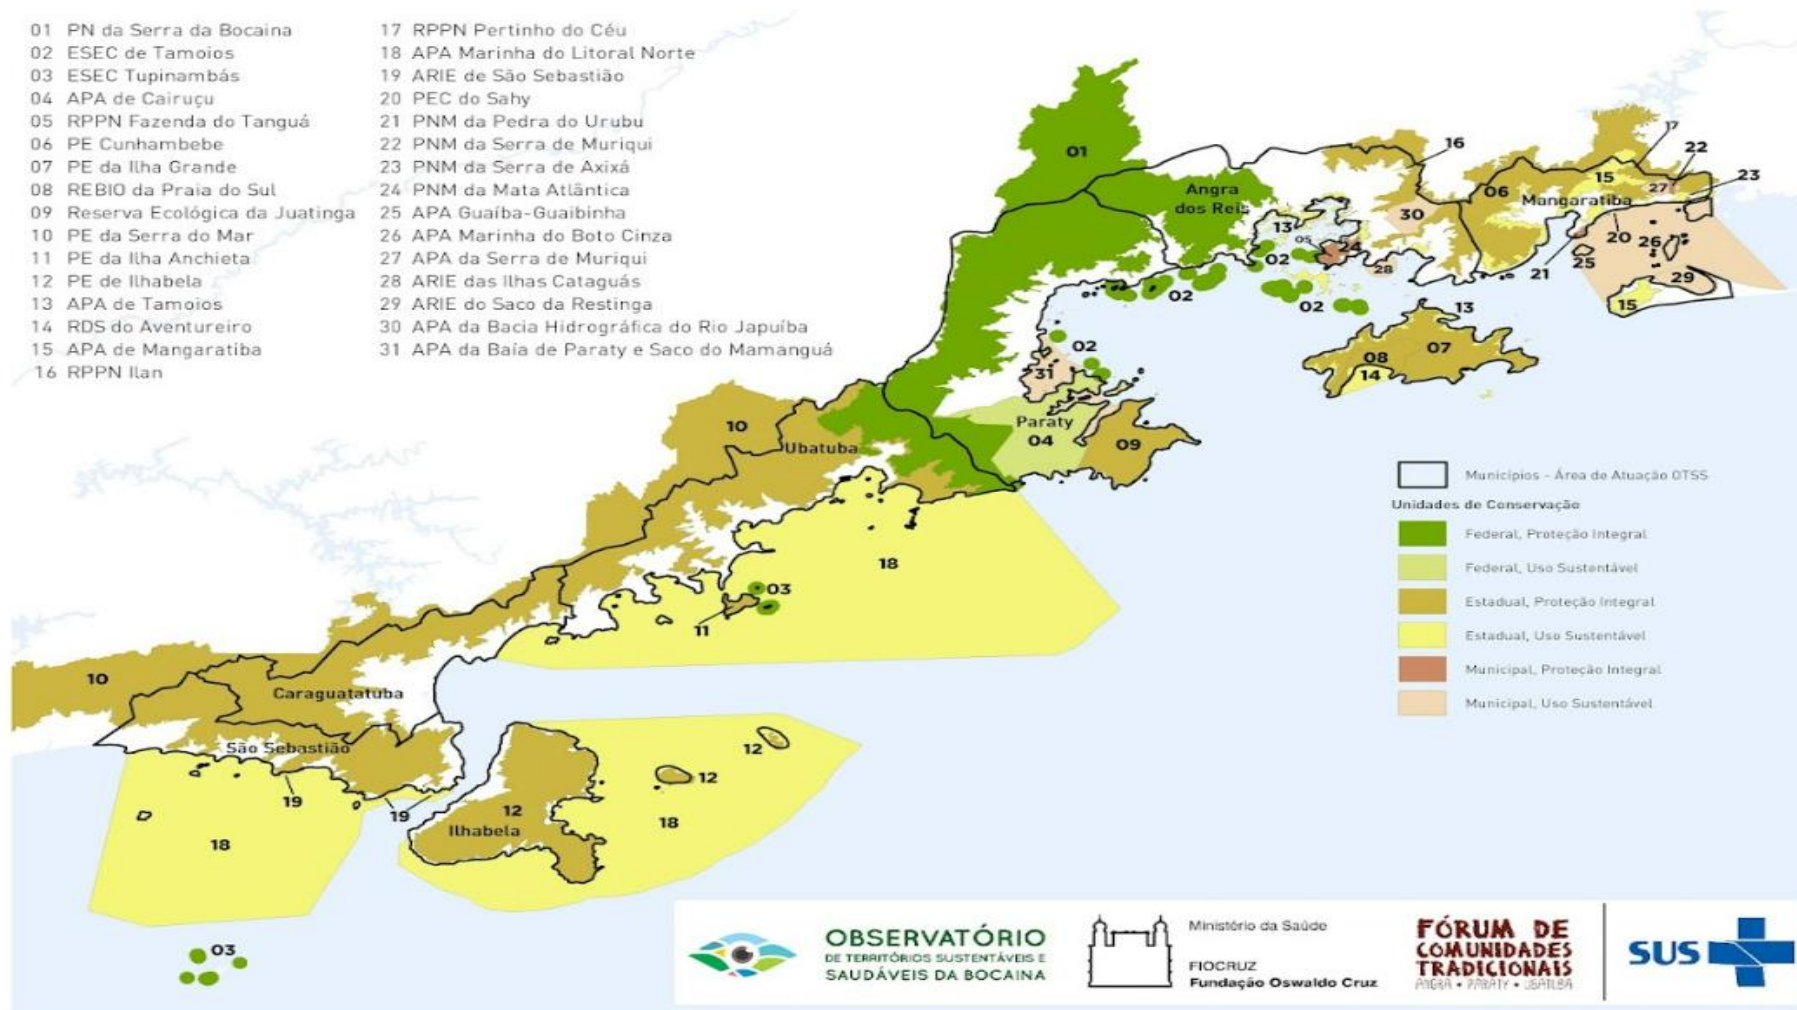 01 PN da Serra da Bocaina
02 ESEC de Tamoios
03 ESEC Tupinambás
04 APA de Cairuçu
05 RPPN Fazenda do Tanguá
06 PE Cunhambebe
07 PE da Ilha Grande
08 REBIO da Praia do Sul
09 Reserva Ecológica da Juatinga
10 PE da Serra do Mar
11 PE da Ilha Anchieta
12 PE de Ilhabela
13 APA de Tamoios
14 RDS do Aventureiro
15 APA de Mangaratiba
16 RPPN Ilan
17 RPPN Pertinho do Céu
18 APA Marinha do Litoral Norte
19 ARIE de São Sebastião
20 PEC do Sahy
21 PNM da Pedra do Urubu
22 PNM da Serra de Muriqui
23 PNM da Serra de Axixá
24 PNM da Mata Atlântica
25 APA Guaíba-Guaibinha
26 APA Marinha do Boto Cinza
27 APA da Serra de Muriqui
28 ARIE das Ilhas Cataguás
29 ARIE do Saco da Restinga
30 APA da Bacia Hidrográfica do Rio Japuíba
31 APA da Baía de Paraty e Saco do Mamanguá
01
16
17
22
23
Angra
dos Reis
06
15
27
Mangaratiba
30
13
05
24
02
28
20
26
25
21
29
15
02
02
13
02
08
07
14
31
Paraty
04
09
10
Ubatuba
18
03
11
10
Caraguatatuba
São Sebastião
19
19
18
12
Ilhabela
12
12
18
03
Municípios - Área de Atuação OTSS
Unidades de Conservação
Federal, Proteção Integral
Federal, Uso Sustentável
Estadual, Proteção Integral
Estadual, Uso Sustentável
Municipal, Proteção Integral
Municipal, Uso Sustentável
OBSERVATÓRIO
DE TERRITÓRIOS SUSTENTÁVEIS E
SAUDÁVEIS DA BOCAINA
Ministério da Saúde
FIOCRUZ
Fundação Oswaldo Cruz
FÓRUM DE
COMUNIDADES
TRADICIONAIS
ANGRA • PARATY • UBATUBA
SUS